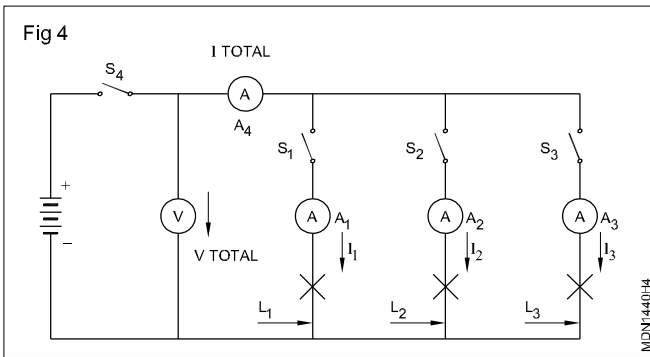 Fig 4
I TOTAL
S4
A
A4
S1
S2
S3
+
–
V
V TOTAL
A
A1
A
A2
A
A3
I1
I2
I3
L1
L2
L3
MDN1440H4